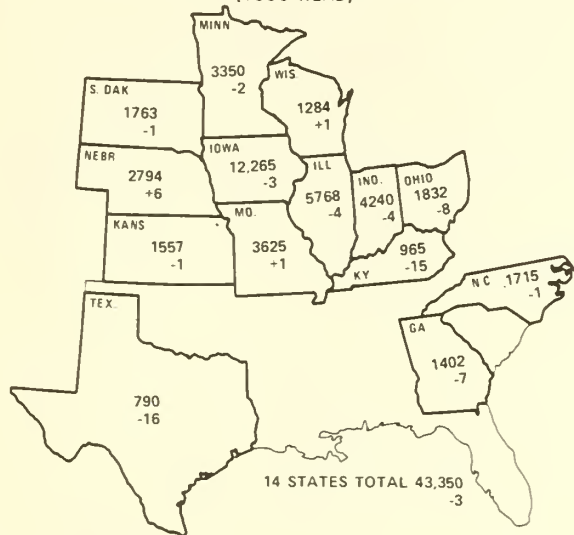 MINN
3350
-2
WIS.
1284
+1
S. DAK
1763
-1
NEBR
2794
+6
IOWA
12,265
-3
ILL
5768
-4
IND.
4240
-4
OHIO
1832
-8
KANS
1557
-1
MO.
3625
+1
965
-15
KY
N C 1715
-1
TEX.
790
-16
GA
1402
-7
14 STATES TOTAL 43,350
-3